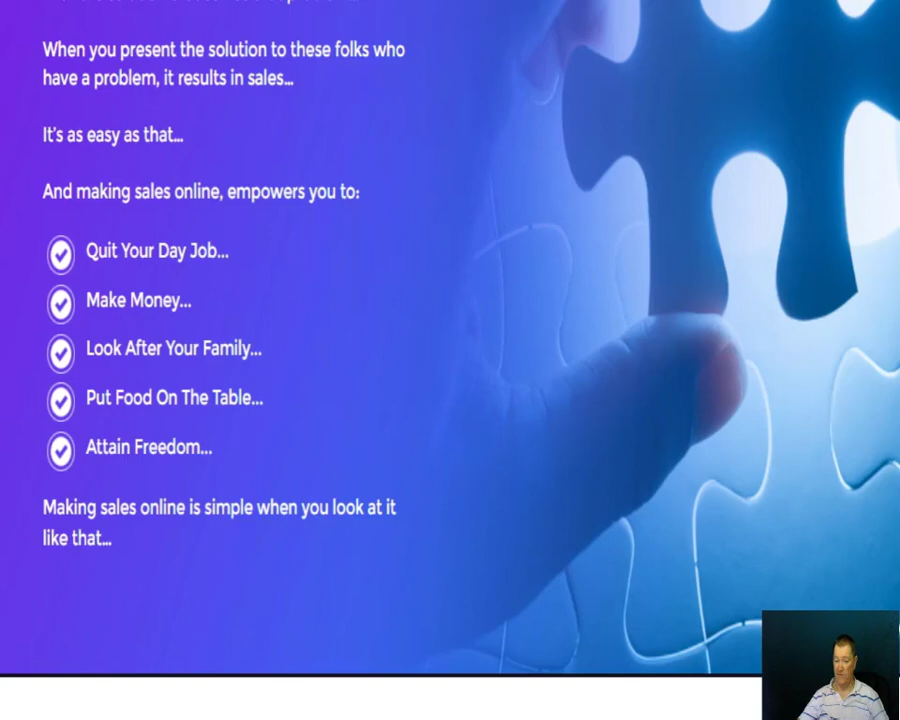 When you present the solution to these folks who
have a problem, it results in sales...
It's as easy as that...
And making sales online, empowers you to:
Quit Your Day Job...
Make Money...
Look After Your Family...
Put Food On The Table...
Attain Freedom...
Making sales online is simple when you look at it
like that...